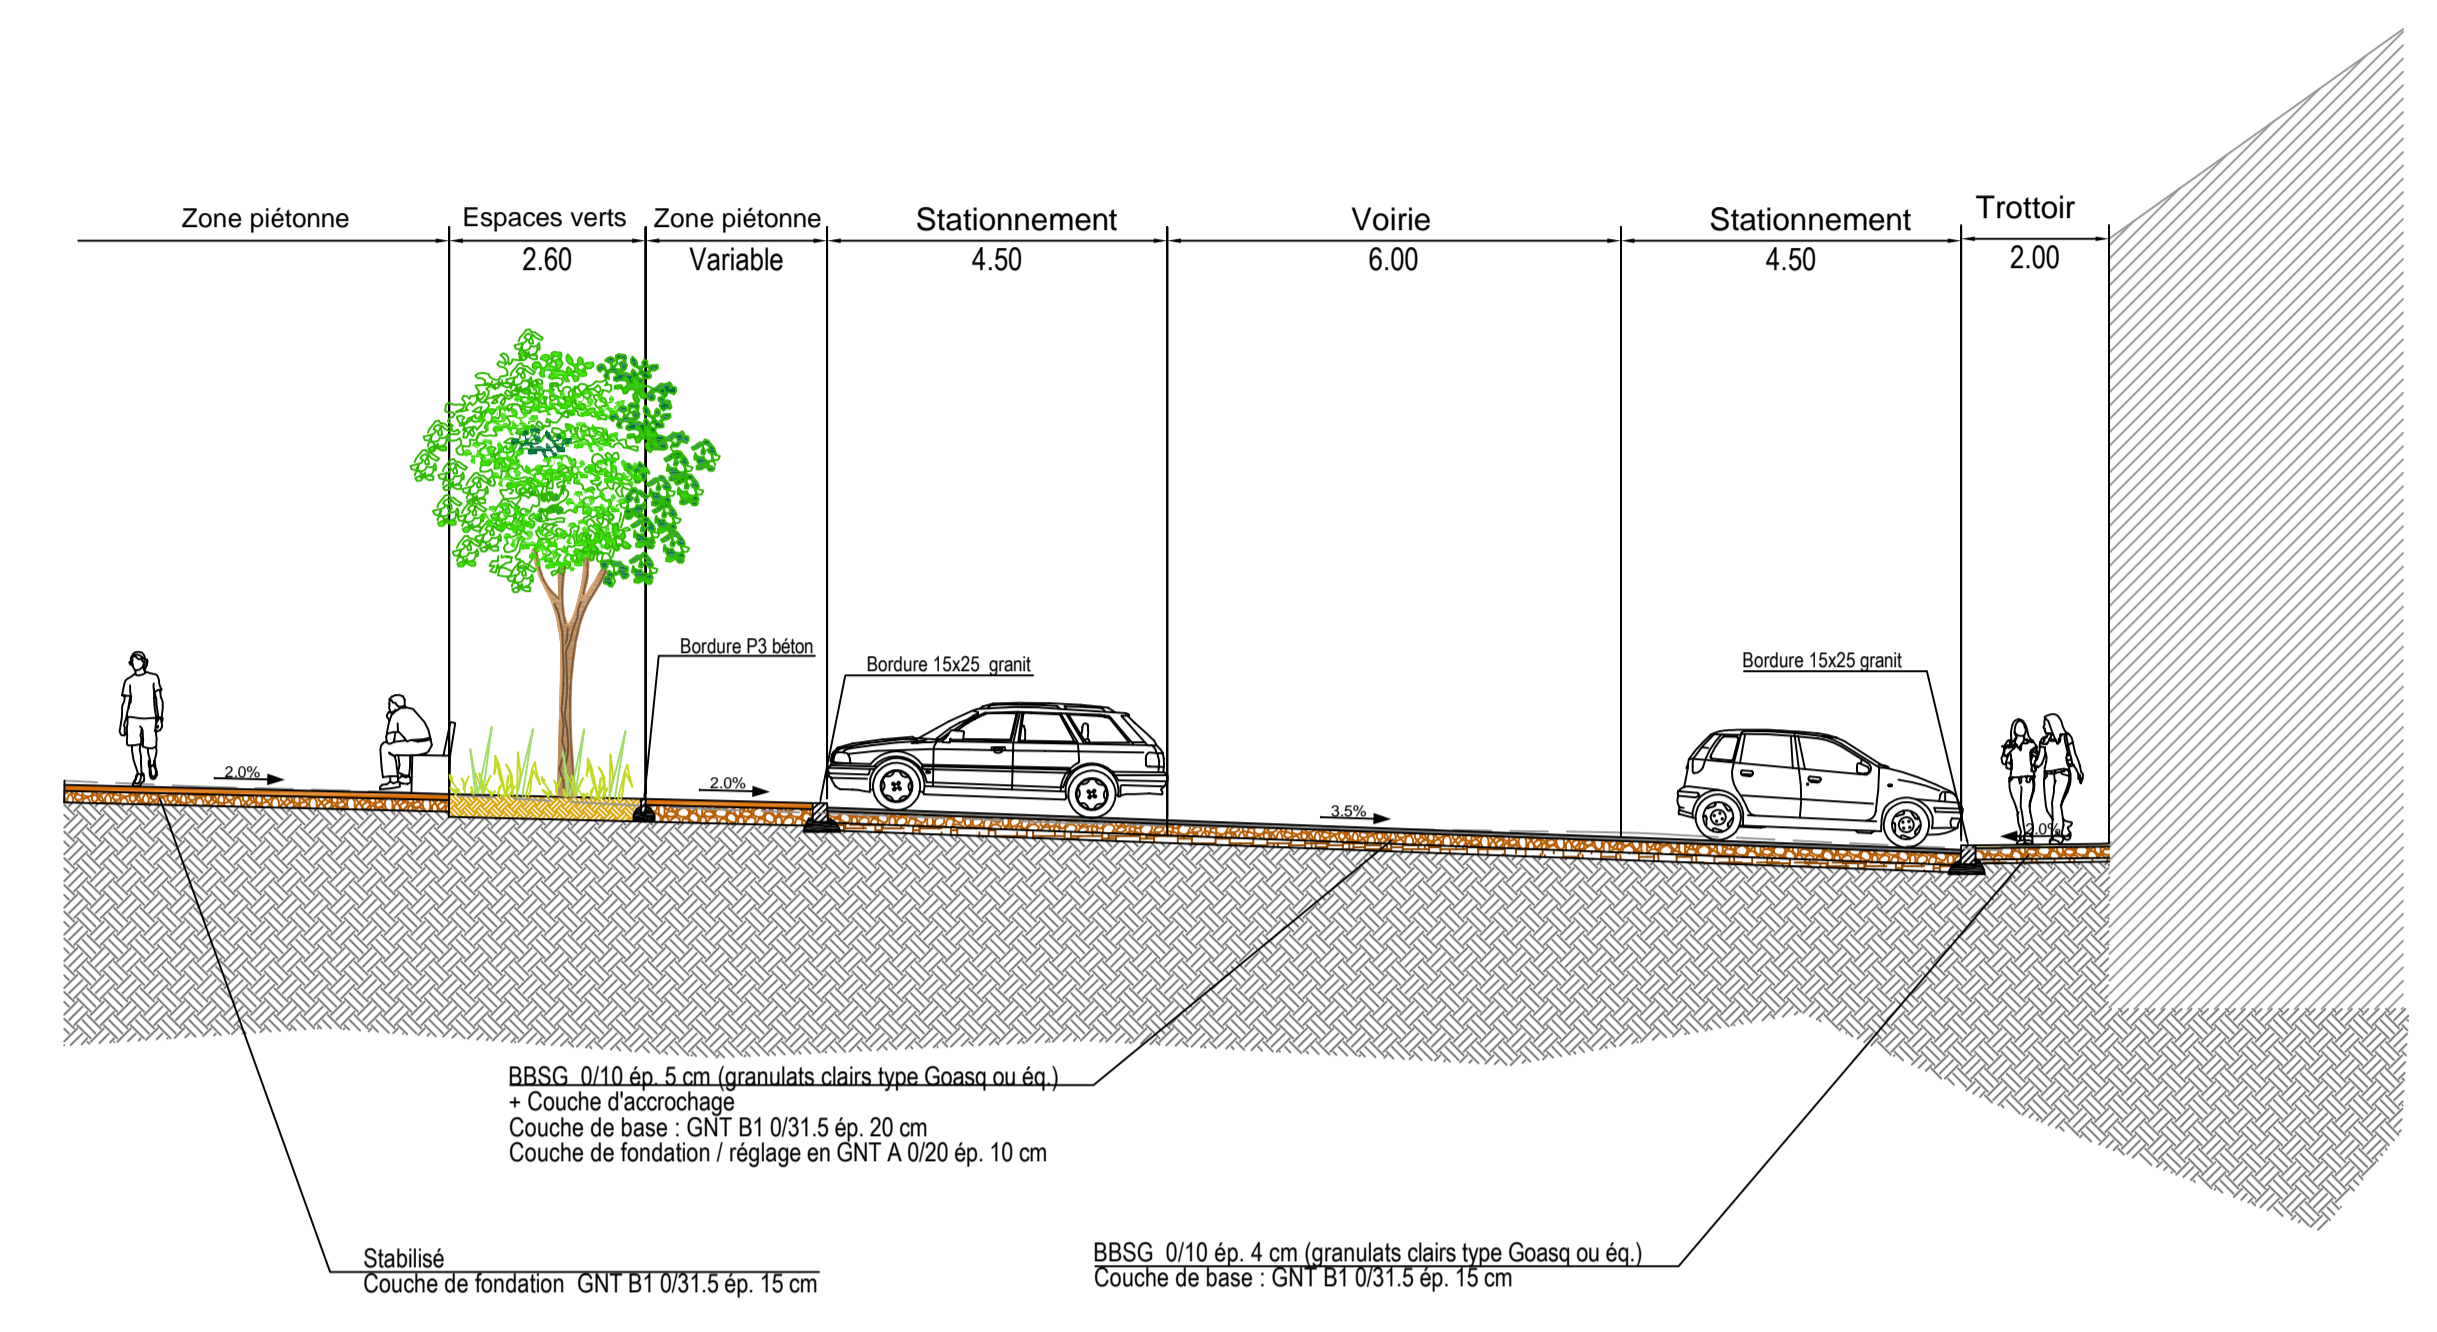 Zone piétonne
Espaces verts
Zone piétonne
Stationnement
Voirie
Stationnement
Trottoir
2.60
Variable
4.50
6.00
4.50
2.00
Bordure P3 béton
Bordure 15x25 granit
Bordure 15x25 granit
2.0%
2.0%
3.5%
2.0%
BBSG 0/10 ép. 5 cm (granulats clairs type Goasq ou éq.)
+ Couche d'accrochage
Couche de base : GNT B1 0/31.5 ép. 20 cm
Couche de fondation / réglage en GNT A 0/20 ép. 10 cm
Stabilisé
Couche de fondation GNT B1 0/31.5 ép. 15 cm
BBSG 0/10 ép. 4 cm (granulats clairs type Goasq ou éq.)
Couche de base : GNT B1 0/31.5 ép. 15 cm